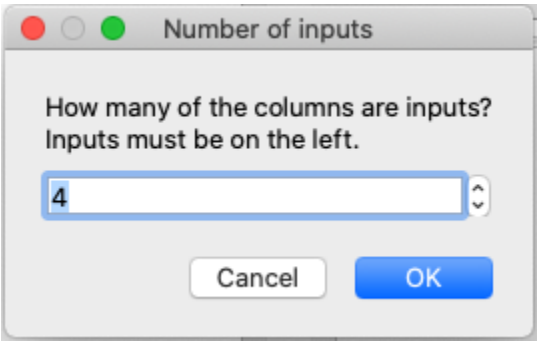 Number of inputs
How many of the columns are inputs?
Inputs must be on the left.
4
Cancel OK